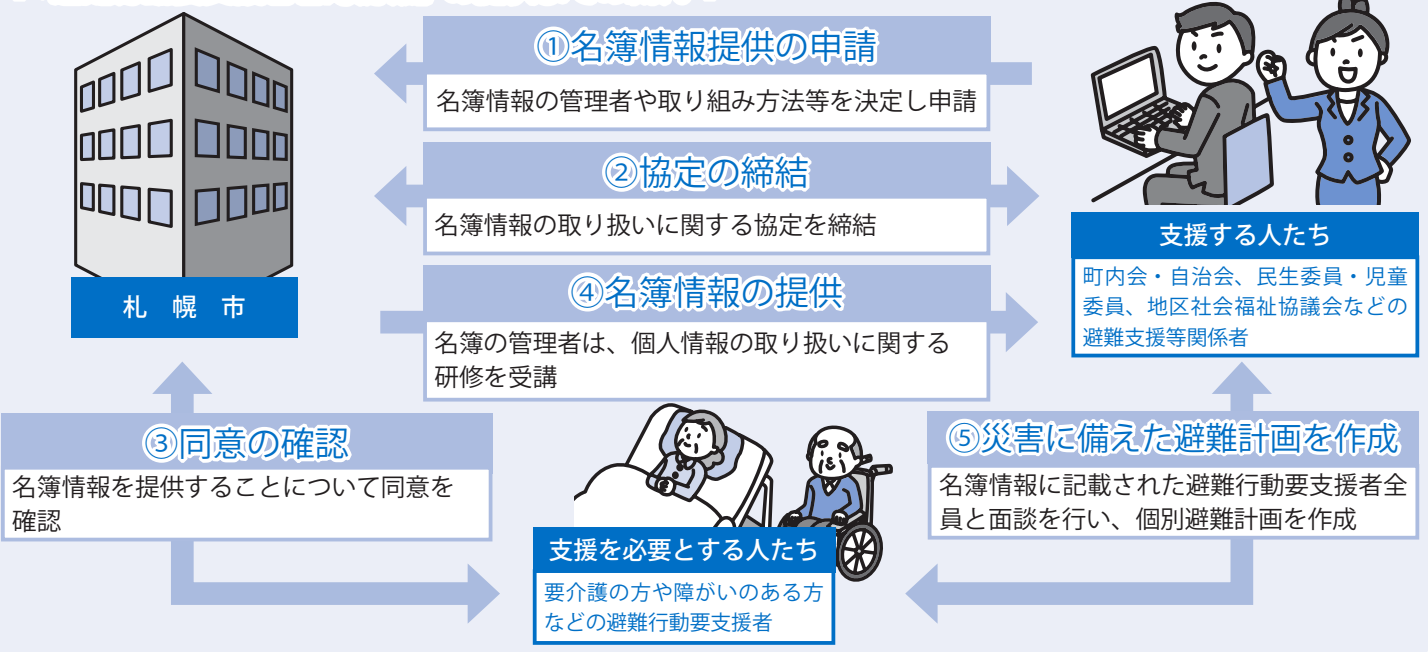 ①名簿情報提供の申請
名簿情報の管理者や取り組み方法等を決定し申請
②協定の締結
名簿情報の取り扱いに関する協定を締結
札幌市
支援する人たち
町内会・自治会、民生委員・児童
委員、地区社会福祉協議会などの
避難支援等関係者
④名簿情報の提供
名簿の管理者は、個人情報の取り扱いに関する
研修を受講
③同意の確認
名簿情報を提供することについて同意を
確認
⑤災害に備えた避難計画を作成
名簿情報に記載された避難行動要支援者全
員と面談を行い、個別避難計画を作成
支援を必要とする人たち
要介護の方や障がいのある方
などの避難行動要支援者